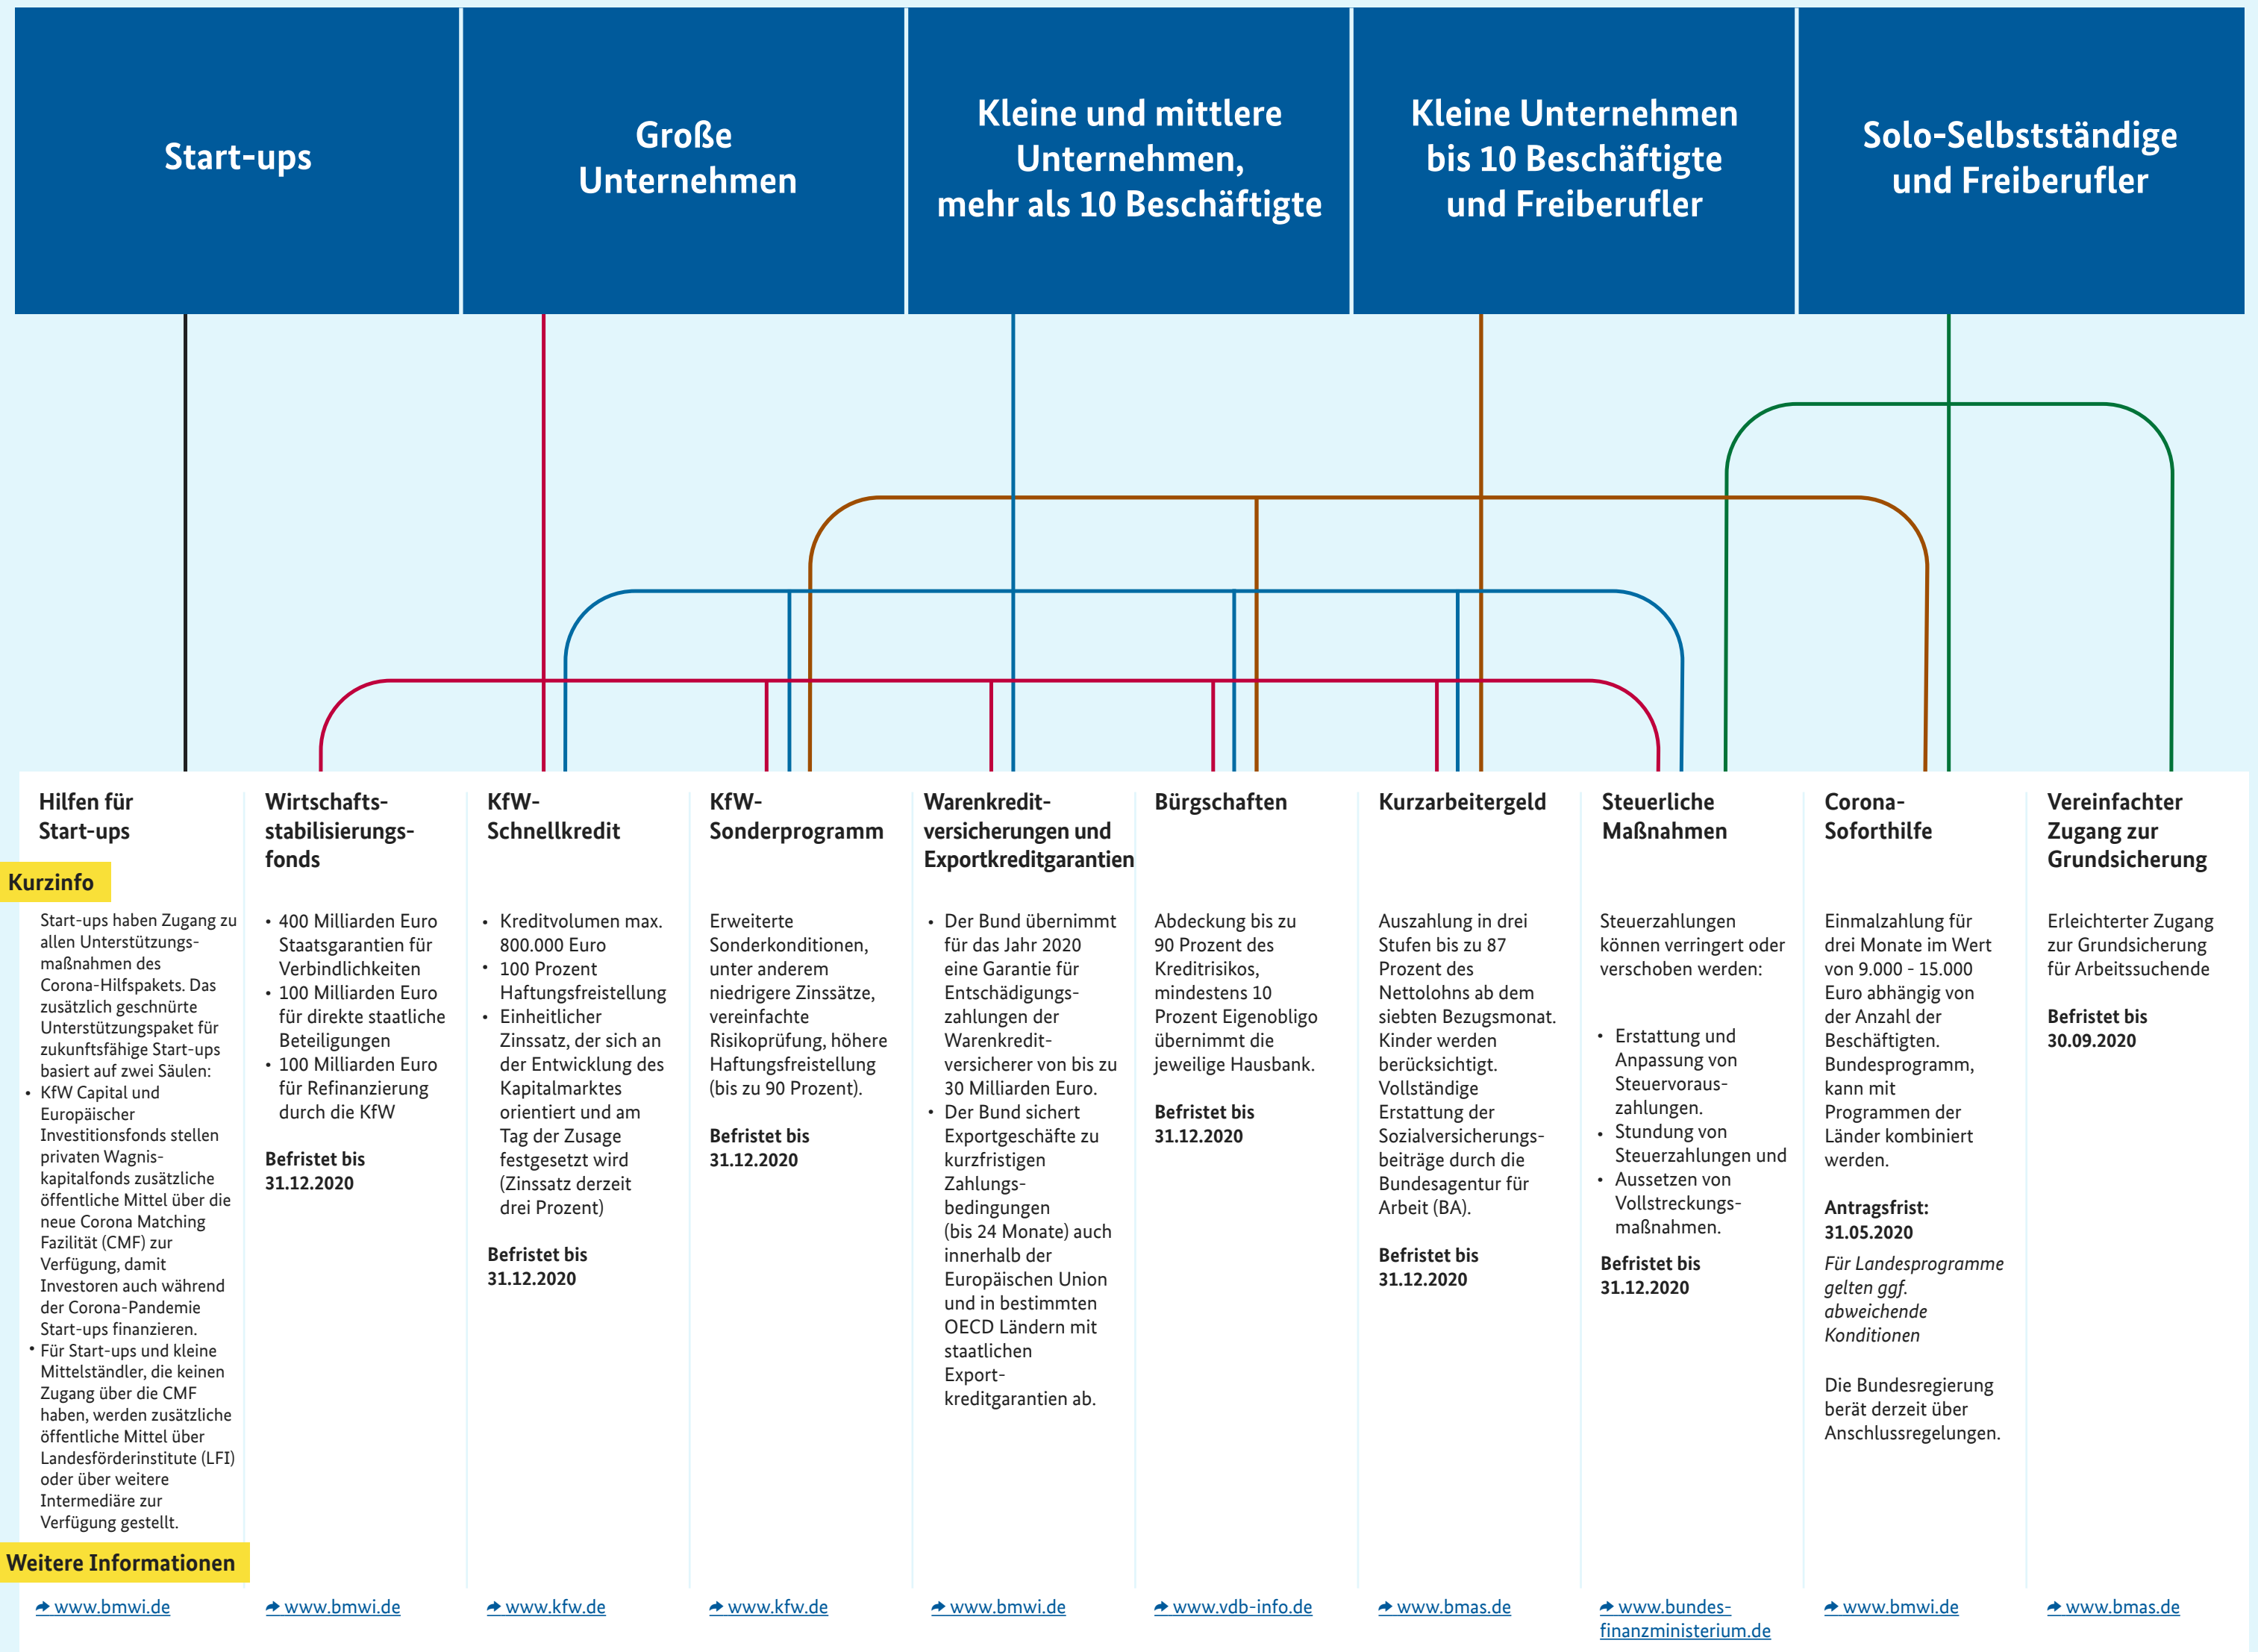 Start-ups
Große
Unternehmen
Kleine und mittlere
Unternehmen,
mehr als 10 Beschäftigte
Kleine Unternehmen
bis 10 Beschäftigte
und Freiberufler
Solo-Selbstständige
und Freiberufler
Hilfen für
Start-ups
Kurzinfo
Start-ups haben Zugang zu
allen Unterstützungs-
maßnahmen des
Corona-Hilfspakets. Das
zusätzlich geschnürte
Unterstützungspaket für
zukunftsfähige Start-ups
basiert auf zwei Säulen:
• KfW Capital und
Europäischer
Investitionsfonds stellen
privaten Wagnis-
kapitalfonds zusätzliche
öffentliche Mittel über die
neue Corona Matching
Fazilität (CMF) zur
Verfügung, damit
Investoren auch während
der Corona-Pandemie
Start-ups finanzieren.
• Für Start-ups und kleine
Mittelständler, die keinen
Zugang über die CMF
haben, werden zusätzliche
öffentliche Mittel über
Landesförderinstitute (LFI)
oder über weitere
Intermediäre zur
Verfügung gestellt.
Weitere Informationen
www.bmwi.de
Wirtschafts-
stabilisierungs-
fonds
• 400 Milliarden Euro
Staatsgarantien für
Verbindlichkeiten
• 100 Milliarden Euro
für direkte staatliche
Beteiligungen
• 100 Milliarden Euro
für Refinanzierung
durch die KfW
Befristet bis
31.12.2020
www.bmwi.de
KfW-
Schnellkredit
• Kreditvolumen max.
800.000 Euro
• 100 Prozent
Haftungsfreistellung
• Einheitlicher
Zinssatz, der sich an
der Entwicklung des
Kapitalmarktes
orientiert und am
Tag der Zusage
festgesetzt wird
(Zinssatz derzeit
drei Prozent)
Befristet bis
31.12.2020
www.kfw.de
KfW-
Sonderprogramm
Erweiterte
Sonderkonditionen,
unter anderem
niedrigere Zinssätze,
vereinfachte
Risikoprüfung, höhere
Haftungsfreistellung
(bis zu 90 Prozent).
Befristet bis
31.12.2020
www.kfw.de
Warenkredit-
versicherungen und
Exportkreditgarantien
• Der Bund übernimmt
für das Jahr 2020
eine Garantie für
Entschädigungs-
zahlungen der
Warenkredit-
versicherer von bis zu
30 Milliarden Euro.
• Der Bund sichert
Exportgeschäfte zu
kurzfristigen
Zahlungs-
bedingungen
(bis 24 Monate) auch
innerhalb der
Europäischen Union
und in bestimmten
OECD Ländern mit
staatlichen
Export-
kreditgarantien ab.
www.bmwi.de
Bürgschaften
Abdeckung bis zu
90 Prozent des
Kreditrisikos,
mindestens 10
Prozent Eigenobligo
übernimmt die
jeweilige Hausbank.
Befristet bis
31.12.2020
www.vdb-info.de
Kurzarbeitergeld
Auszahlung in drei
Stufen bis zu 87
Prozent des
Nettolohns ab dem
siebten Bezugsmonat.
Kinder werden
berücksichtigt.
Vollständige
Erstattung der
Sozialversicherungs-
beiträge durch die
Bundesagentur für
Arbeit (BA).
Befristet bis
31.12.2020
www.bmas.de
Steuerliche
Maßnahmen
Steuerzahlungen
können verringert oder
verschoben werden:
• Erstattung und
Anpassung von
Steuervoraus-
zahlungen.
• Stundung von
Steuerzahlungen und
• Aussetzen von
Vollstreckungs-
maßnahmen.
Befristet bis
31.12.2020
www.bundes-
finanzministerium.de
Corona-
Soforthilfe
Einmalzahlung für
drei Monate im Wert
von 9.000 - 15.000
Euro abhängig von
der Anzahl der
Beschäftigten.
Bundesprogramm,
kann mit
Programmen der
Länder kombiniert
werden.
Antragsfrist:
31.05.2020
Für Landesprogramme
gelten ggf.
abweichende
Konditionen
Die Bundesregierung
berät derzeit über
Anschlussregelungen.
www.bmwi.de
Vereinfachter
Zugang zur
Grundsicherung
Erleichterter Zugang
zur Grundsicherung
für Arbeitssuchende
Befristet bis
30.09.2020
www.bmas.de